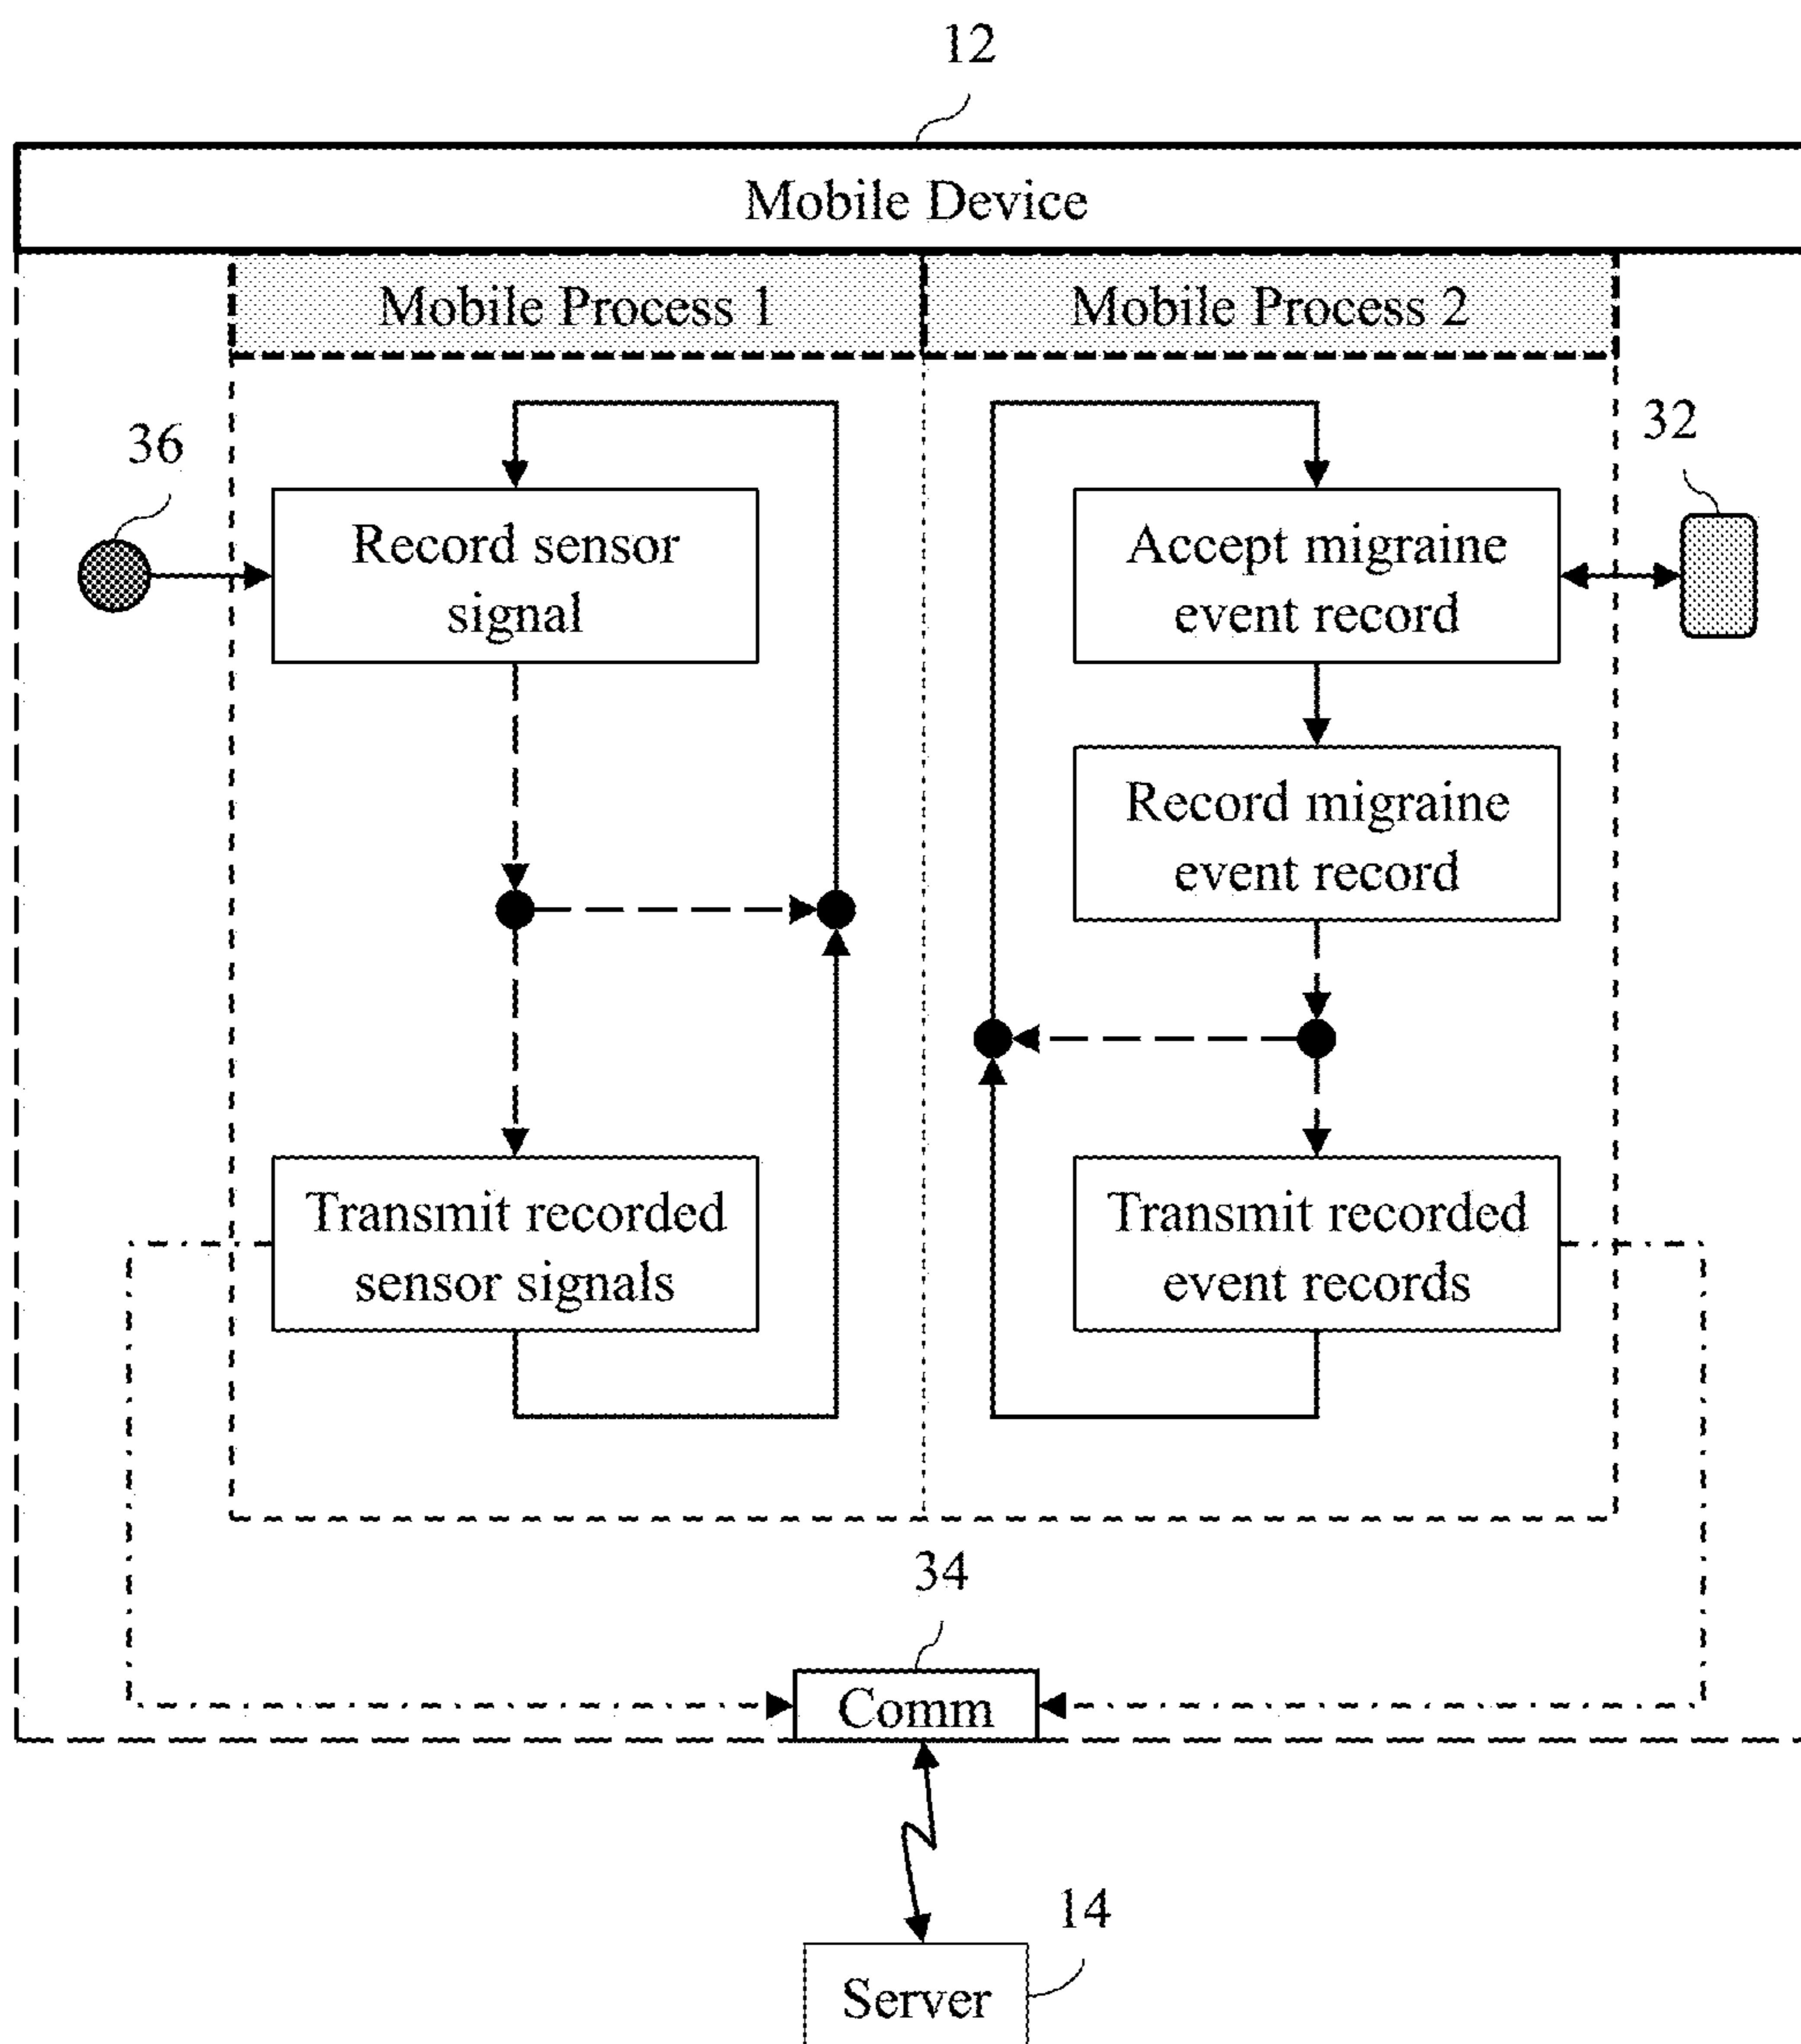 12
Mobile Device
Mobile Process 1
Mobile Process 2
36
Record sensor
signal
Accept migraine
event record
32
Record migraine
event record
Transmit recorded
sensor signals
Transmit recorded
event records
34
Comm
14
Server